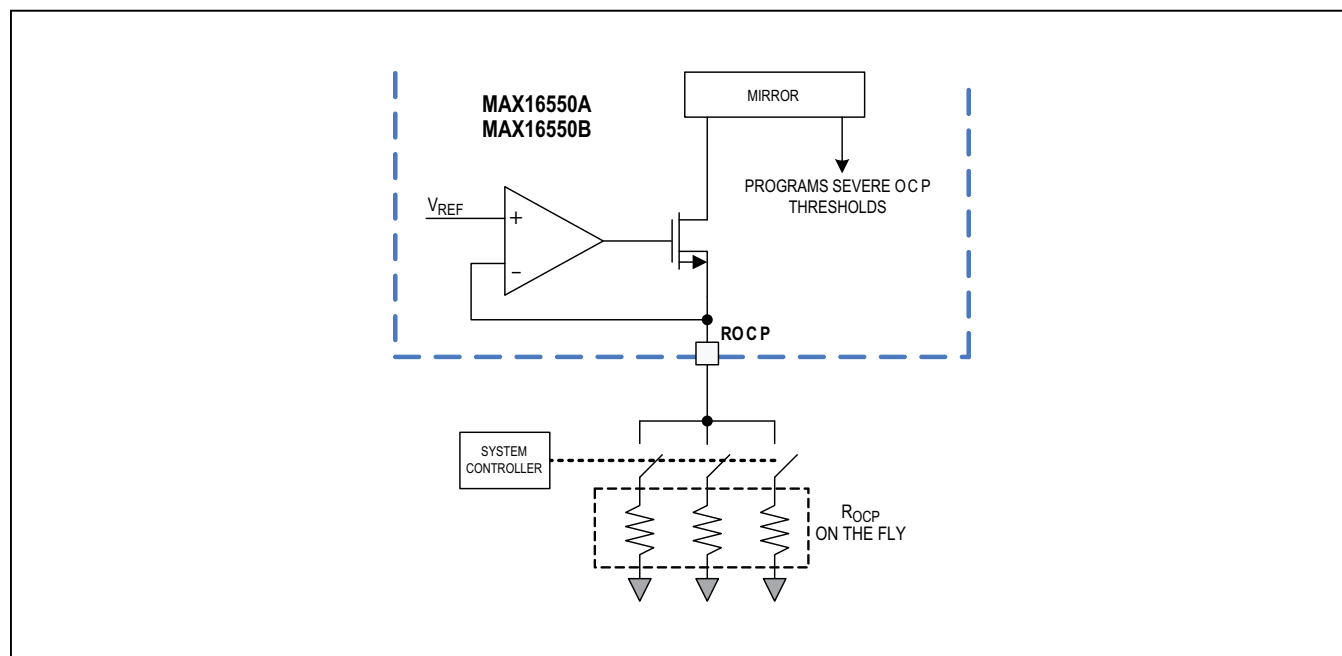 MAX16550A
MAX16550B
MIRROR
PROGRAMS SEVERE OCP
THRESHOLDS
VREF
+
−
ROCP
SYSTEM
CONTROLLER
ROCP
ON THE FLY